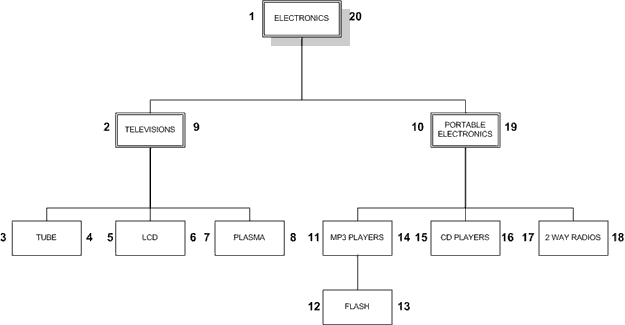 1 ELECTRONICS 20
2 TELEVISIONS 9
10 PORTABLE ELECTRONICS 19
3 TUBE 4
5 LCD 6
7 PLASMA 8
11 MP3 PLAYERS 14
15 CD PLAYERS 16
17 2 WAY RADIOS 18
12 FLASH 13